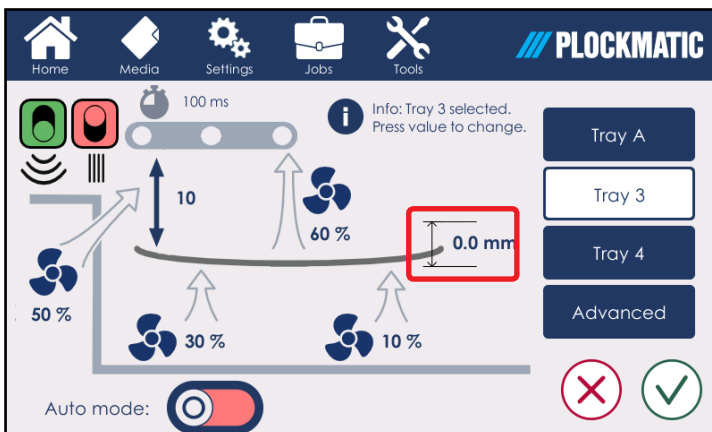 PLOCKMATIC
Home
Media
Settings
Jobs
Tools
100 ms
Info: Tray 3 selected.
Press value to change.
Tray A
10
Tray 3
60 %
0.0 mm
Tray 4
50 %
30 %
10 %
Advanced
Auto mode: